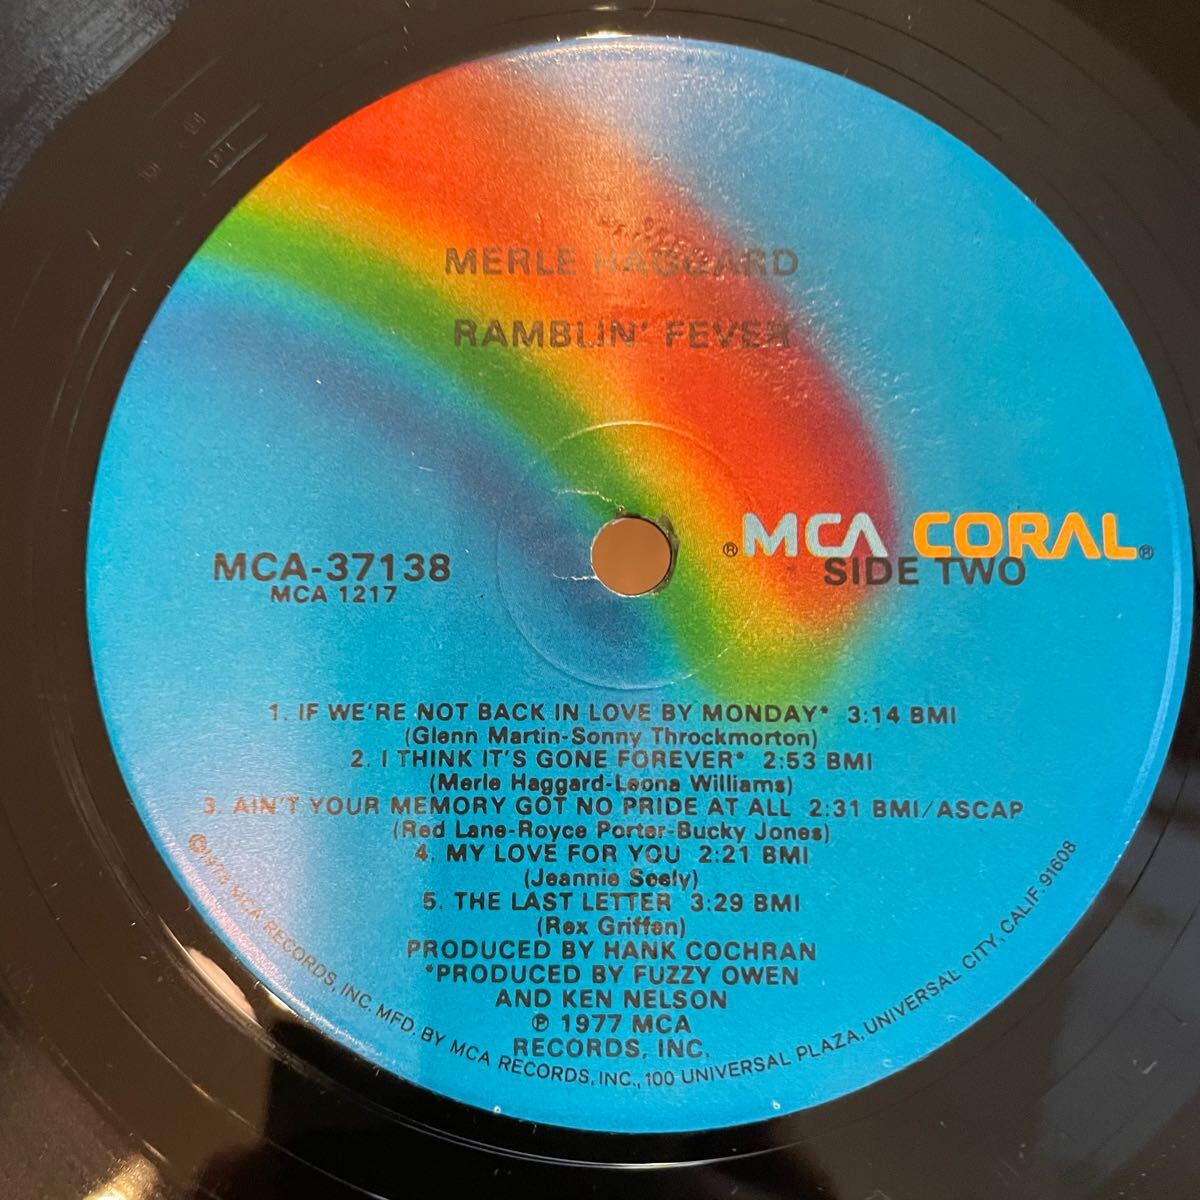 MERLE HAGGARD
RAMBLIN' FEVER
® MCA CORAL ®
SIDE TWO
MCA-37138
MCA 1217
1. IF WE'RE NOT BACK IN LOVE BY MONDAY* 3:14 BMI
(Glenn Martin-Sonny Throckmorton)
2. I THINK IT'S GONE FOREVER* 2:53 BMI
(Merle Haggard-Leona Williams)
3. AIN'T YOUR MEMORY GOT NO PRIDE AT ALL 2:31 BMI/ASCAP
(Red Lane-Royce Porter-Bucky Jones)
4. MY LOVE FOR YOU 2:21 BMI
(Jeannie Seely)
5. THE LAST LETTER 3:29 BMI
(Rex Griffen)
PRODUCED BY HANK COCHRAN
*PRODUCED BY FUZZY OWEN
AND KEN NELSON
℗ 1977 MCA
RECORDS, INC.
MCA RECORDS, INC. MFD. BY MCA RECORDS, INC., 100 UNIVERSAL PLAZA, UNIVERSAL CITY, CALIF. 91608